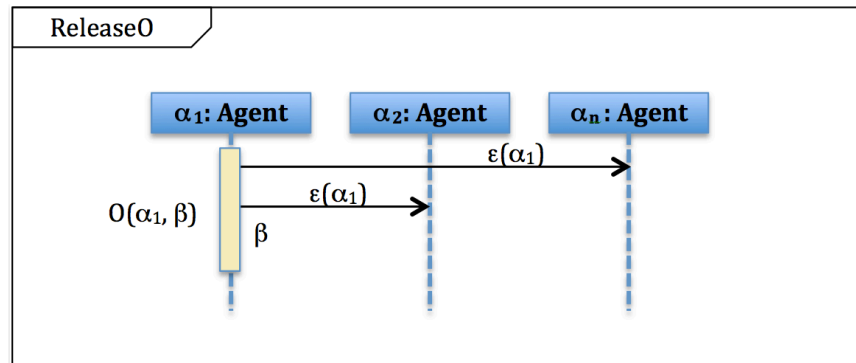 ReleaseO
α₁: Agent
α₂: Agent
αₙ : Agent
ε(α₁)
ε(α₁)
O(α₁, β)
β